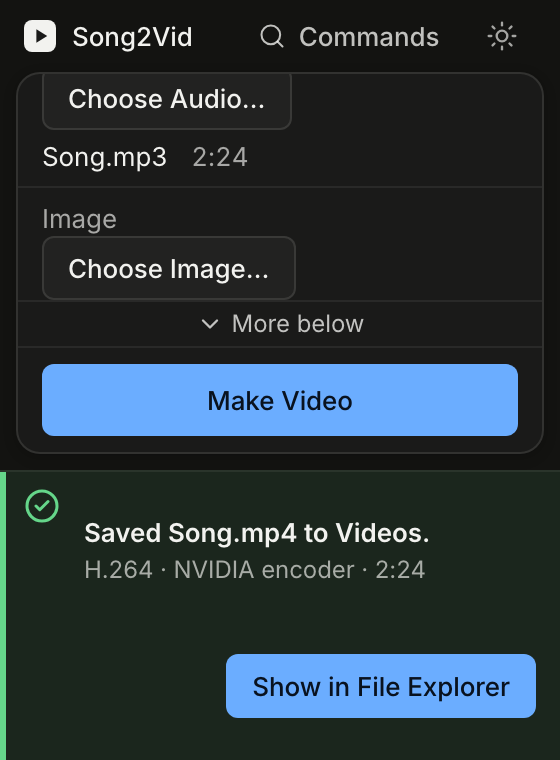 Song2Vid
Commands
Choose Audio...
Song.mp3 2:24
Image
Choose Image...
More below
Make Video
Saved Song.mp4 to Videos.
H.264 · NVIDIA encoder · 2:24
Show in File Explorer